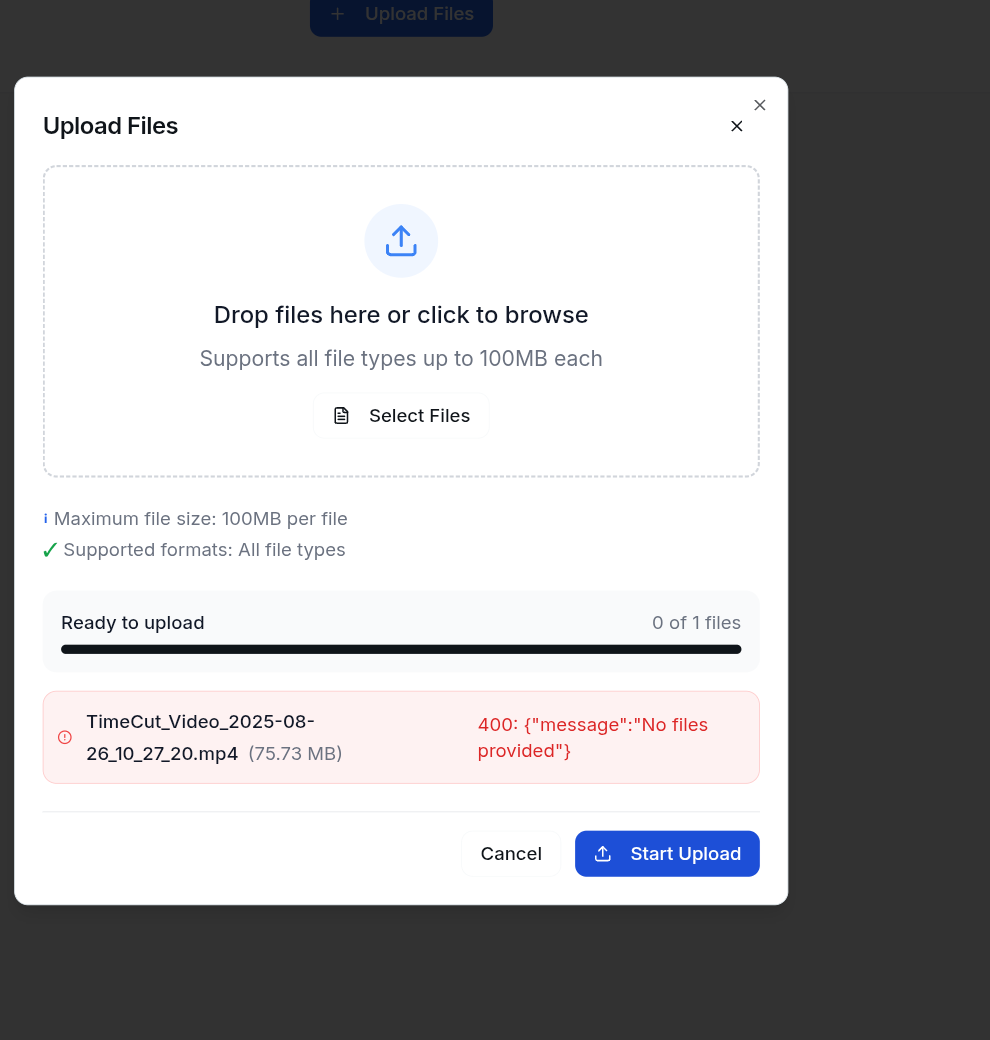 Upload Files
Upload Files
Drop files here or click to browse
Supports all file types up to 100MB each
Select Files
i Maximum file size: 100MB per file
✓ Supported formats: All file types
Ready to upload
0 of 1 files
TimeCut_Video_2025-08-
26_10_27_20.mp4 (75.73 MB)
400: {"message":"No files
provided"}
Cancel
Start Upload